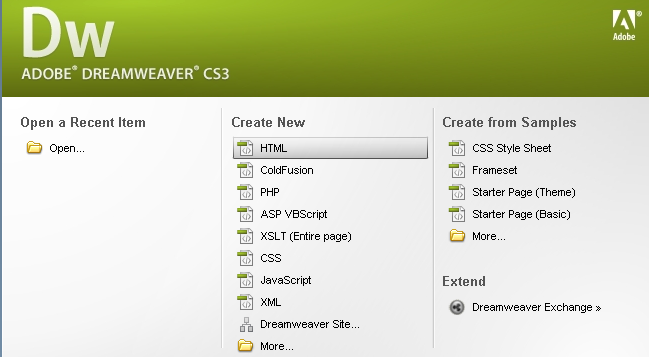 Dw
ADOBE® DREAMWEAVER® CS3
Adobe
Open a Recent Item
Open...
Create New
HTML
ColdFusion
PHP
ASP VBScript
XSLT (Entire page)
CSS
JavaScript
XML
Dreamweaver Site...
More...
Create from Samples
CSS Style Sheet
Frameset
Starter Page (Theme)
Starter Page (Basic)
More...
Extend
Dreamweaver Exchange »